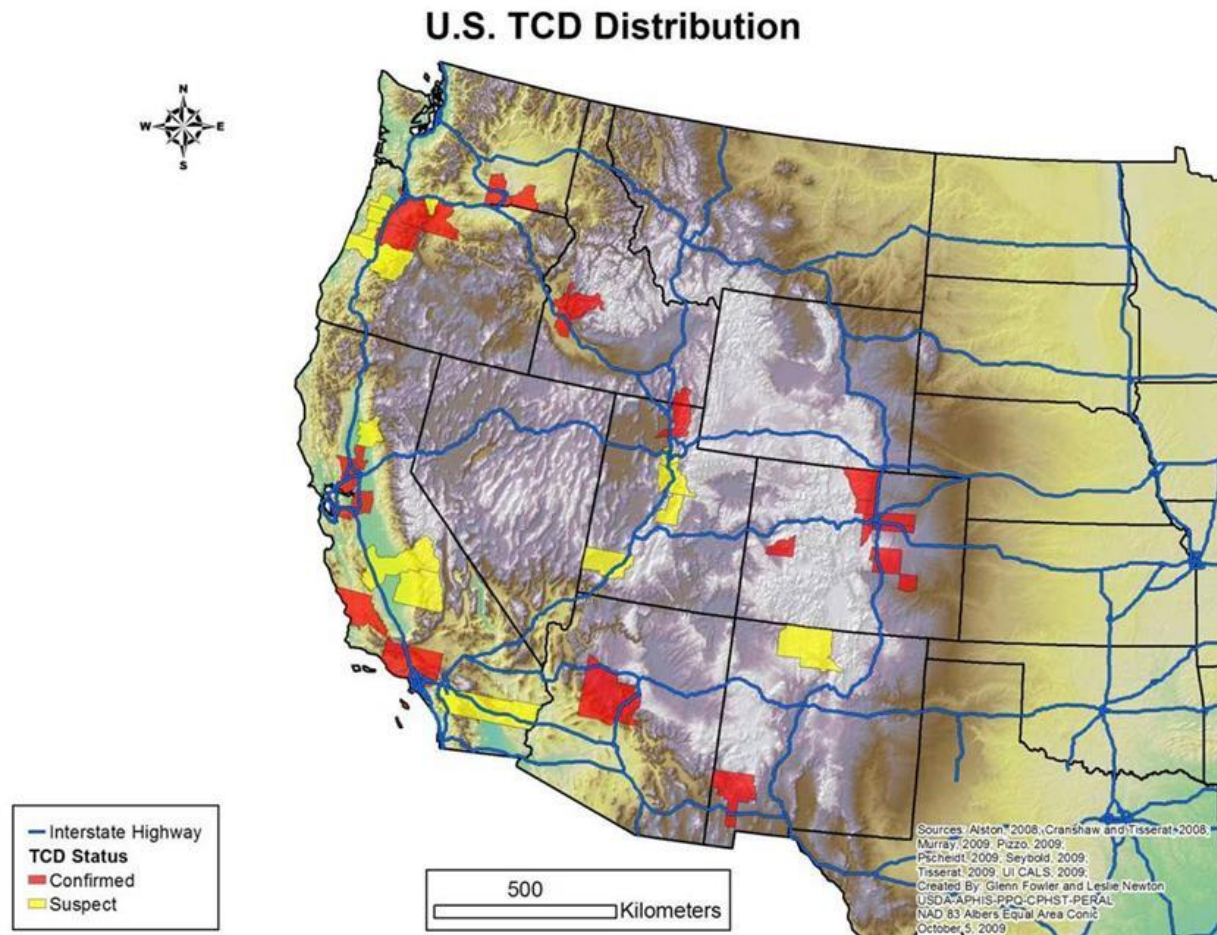 U.S. TCD Distribution
N
W E
S
Interstate Highway
TCD Status
Confirmed
Suspect
500
Kilometers
Sources: Alston, 2008; Cranshaw and Tisserat, 2008;
Murray, 2009; Pizzo, 2009;
Pscheidt, 2009; Seybold, 2009;
Tisserat, 2009; UI CALS, 2009;
Created By: Glenn Fowler and Leslie Newton
USDA-APHIS-PPQ-CPHST-PERAL
NAD 83 Albers Equal Area Conic
October 5, 2009